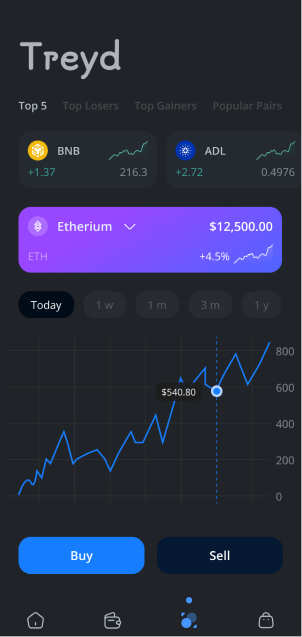 Treyd
Top 5 Top Losers Top Gainers Popular Pairs
BNB ADL
+1.37 216.3 +2.72 0.4976
Etherium $12,500.00
ETH +4.5%
Today 1 w 1 m 3 m 1 y
800
600
$540.80
400
200
0
Buy Sell